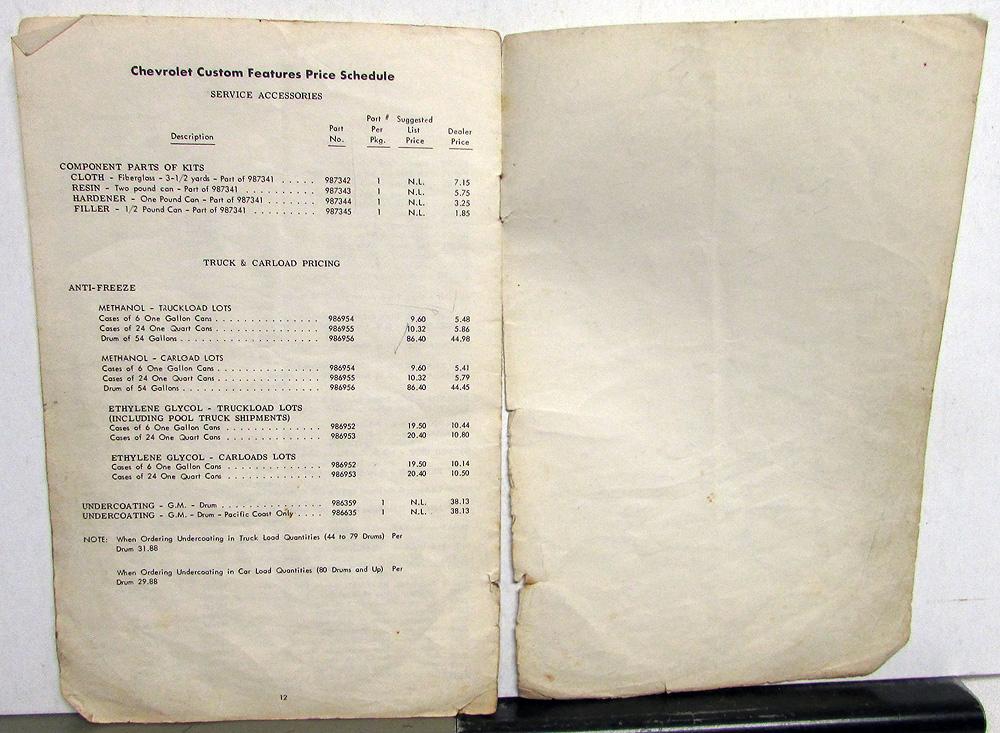 Chevrolet Custom Features Price Schedule
SERVICE ACCESSORIES
Description Part No. Part # Per Pkg. Suggested List Price Dealer Price
COMPONENT PARTS OF KITS
CLOTH - Fiberglass - 3-1/2 yards - Part of 987341 ..... 987342 1 N.L. 7.15
RESIN - Two pound can - Part of 987341 .......... 987343 1 N.L. 5.75
HARDENER - One Pound Can - Part of 987341 ....... 987344 1 N.L. 3.25
FILLER - 1/2 Pound Can - Part of 987341 ......... 987345 1 N.L. 1.85
TRUCK & CARLOAD PRICING
ANTI-FREEZE
METHANOL - TRUCKLOAD LOTS
Cases of 6 One Gallon Cans ............... 986954 9.60 5.48
Cases of 24 One Quart Cans ............... 986955 10.32 5.86
Drum of 54 Gallons .................... 986956 86.40 44.98
METHANOL - CARLOAD LOTS
Cases of 6 One Gallon Cans ............... 986954 9.60 5.41
Cases of 24 One Quart Cans ............... 986955 10.32 5.79
Drum of 54 Gallons .................... 986956 86.40 44.45
ETHYLENE GLYCOL - TRUCKLOAD LOTS
(INCLUDING POOL TRUCK SHIPMENTS)
Cases of 6 One Gallon Cans .............. 986952 19.50 10.44
Cases of 24 One Quart Cans .............. 986953 20.40 10.80
ETHYLENE GLYCOL - CARLOADS LOTS
Cases of 6 One Gallon Cans .............. 986952 19.50 10.14
Cases of 24 One Quart Cans .............. 986953 20.40 10.50
UNDERCOATING - G.M. - Drum ............... 986359 1 N.L. 38.13
UNDERCOATING - G.M. - Drum - Pacific Coast Only .... 986635 1 N.L. 38.13
NOTE: When Ordering Undercoating in Truck Load Quantities (44 to 79 Drums) Per
Drum 31.88
When Ordering Undercoating in Car Load Quantities (80 Drums and Up) Per
Drum 29.88
12